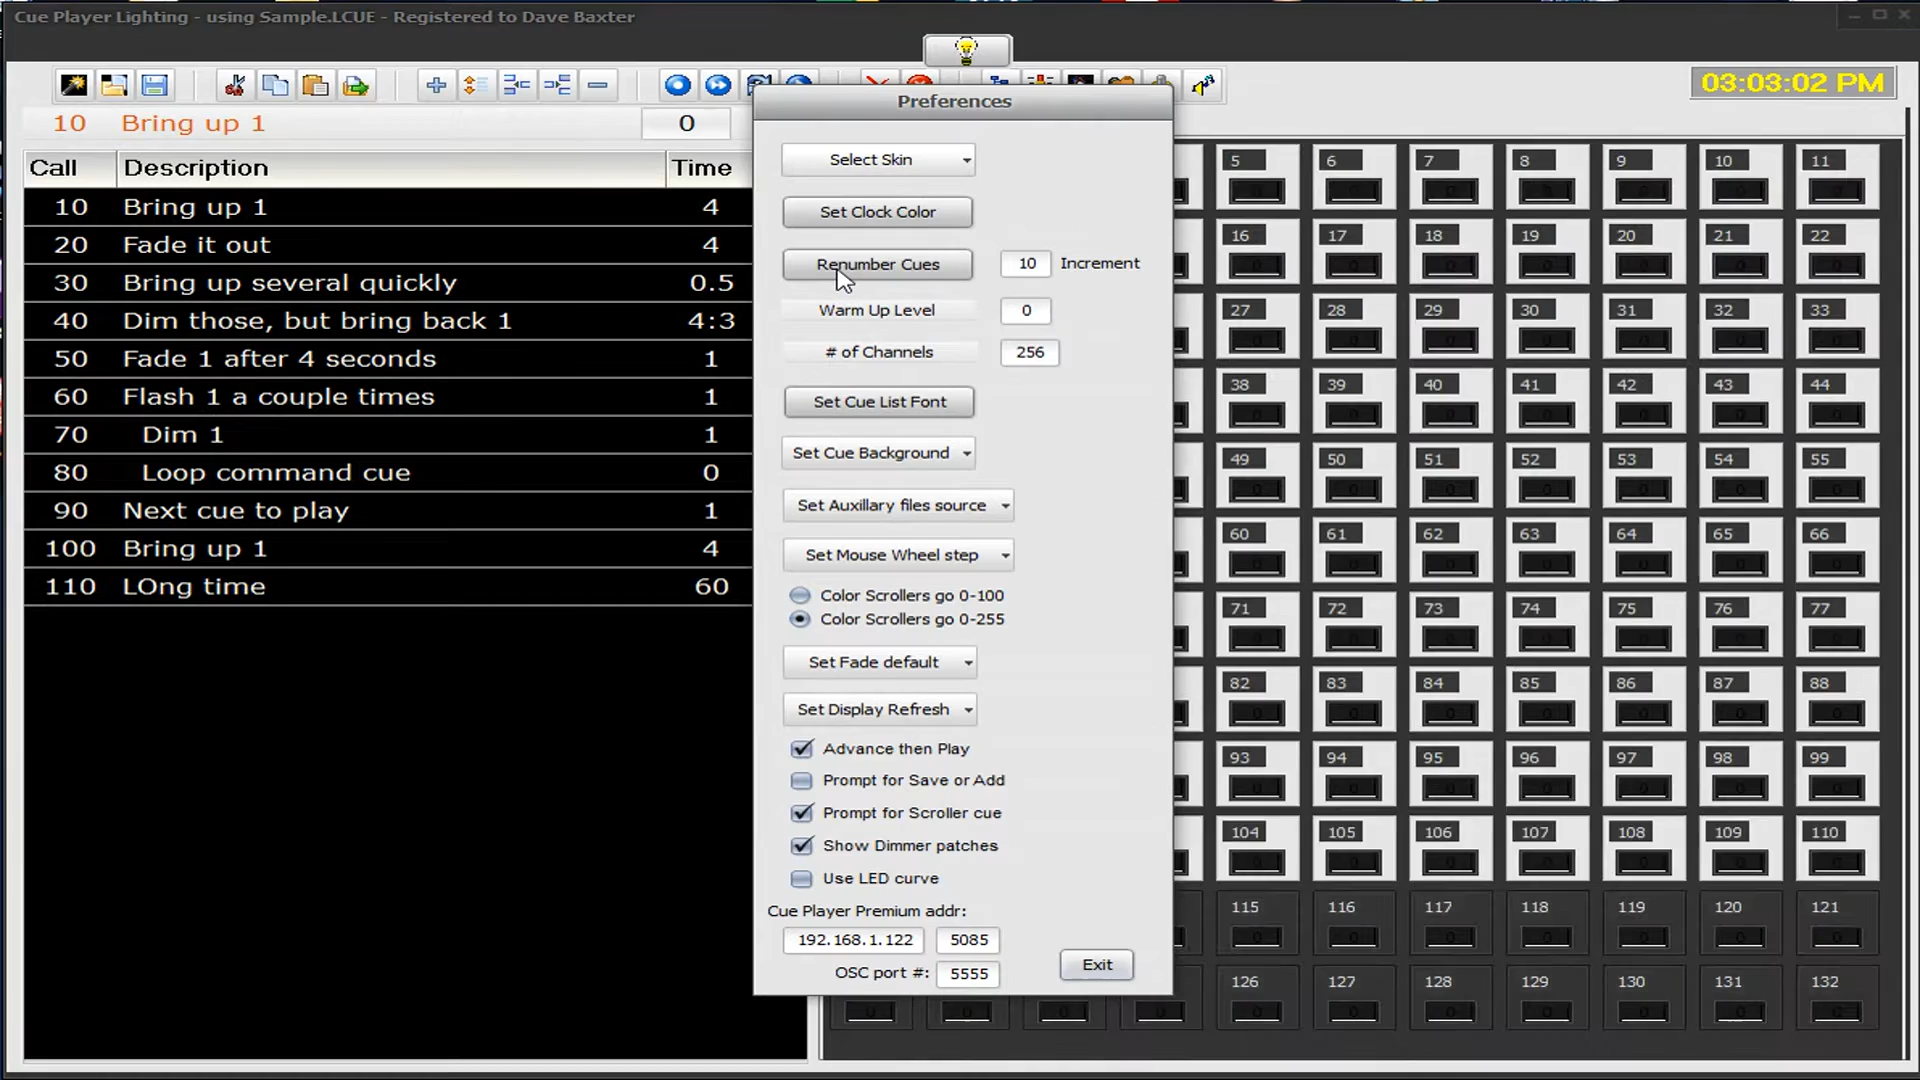 Cue Player Lighting - using Sample.LCUE - Registered to Dave Baxter
03:03:02 PM
10 Bring up 1 0
Call Description Time
10 Bring up 1 4
20 Fade it out 4
30 Bring up several quickly 0.5
40 Dim those, but bring back 1 4:3
50 Fade 1 after 4 seconds 1
60 Flash 1 a couple times 1
70 Dim 1 1
80 Loop command cue 0
90 Next cue to play 1
100 Bring up 1 4
110 LOng time 60
Preferences
Select Skin
Set Clock Color
Renumber Cues 10 Increment
Warm Up Level 0
# of Channels 256
Set Cue List Font
Set Cue Background
Set Auxillary files source
Set Mouse Wheel step
Color Scrollers go 0-100
Color Scrollers go 0-255
Set Fade default
Set Display Refresh
Advance then Play
Prompt for Save or Add
Prompt for Scroller cue
Show Dimmer patches
Use LED curve
Cue Player Premium addr:
192.168.1.122 5085
OSC port #: 5555
Exit
5 6 7 8 9 10 11
16 17 18 19 20 21 22
27 28 29 30 31 32 33
38 39 40 41 42 43 44
49 50 51 52 53 54 55
60 61 62 63 64 65 66
71 72 73 74 75 76 77
82 83 84 85 86 87 88
93 94 95 96 97 98 99
104 105 106 107 108 109 110
115 116 117 118 119 120 121
126 127 128 129 130 131 132